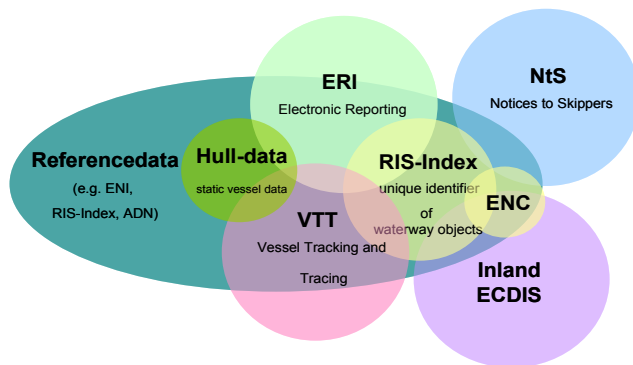 ERI
Electronic Reporting
NtS
Notices to Skippers
Referencedata
(e.g. ENI,
RIS-Index, ADN)
Hull-data
static vessel data
RIS-Index
unique identifier
of
waterway objects
ENC
VTT
Vessel Tracking and
Tracing
Inland
ECDIS